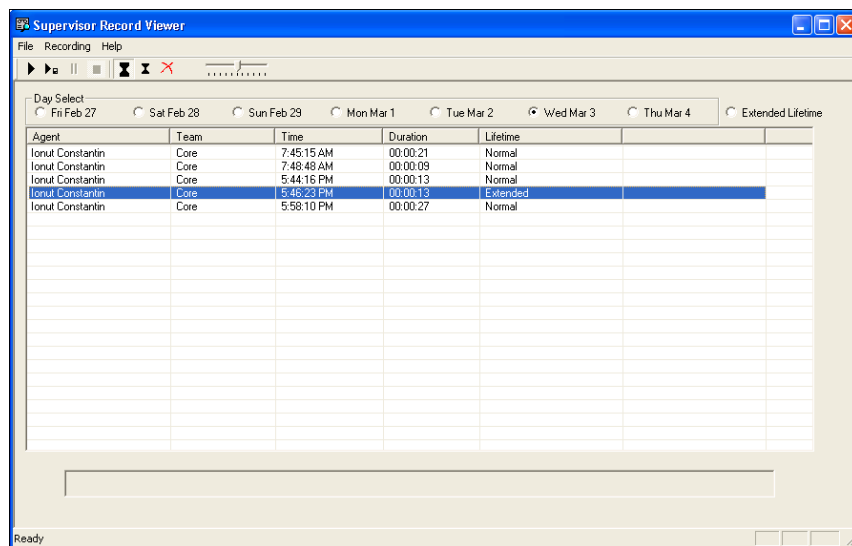 Supervisor Record Viewer
File Recording Help
Day Select
Fri Feb 27 Sat Feb 28 Sun Feb 29 Mon Mar 1 Tue Mar 2 Wed Mar 3 Thu Mar 4 Extended Lifetime
Agent Team Time Duration Lifetime
Ionut Constantin Core 7:45:15 AM 00:00:21 Normal
Ionut Constantin Core 7:48:48 AM 00:00:09 Normal
Ionut Constantin Core 5:44:16 PM 00:00:13 Normal
Ionut Constantin Core 5:46:23 PM 00:00:13 Extended
Ionut Constantin Core 5:58:10 PM 00:00:27 Normal
Ready